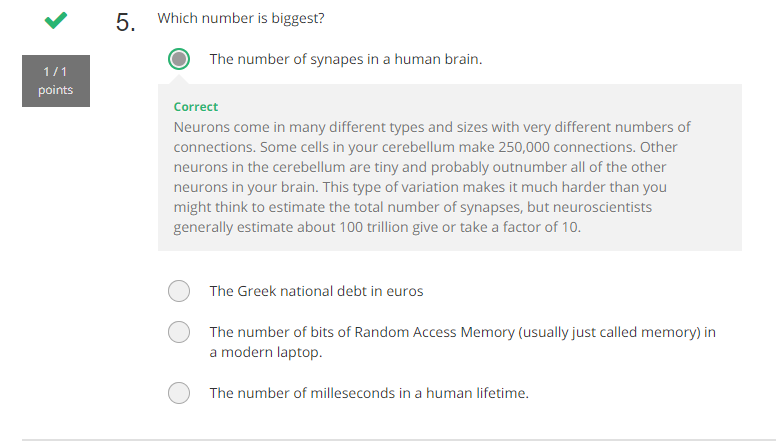 5. Which number is biggest?
1 / 1
points
The number of synapes in a human brain.
Correct
Neurons come in many different types and sizes with very different numbers of
connections. Some cells in your cerebellum make 250,000 connections. Other
neurons in the cerebellum are tiny and probably outnumber all of the other
neurons in your brain. This type of variation makes it much harder than you
might think to estimate the total number of synapses, but neuroscientists
generally estimate about 100 trillion give or take a factor of 10.
The Greek national debt in euros
The number of bits of Random Access Memory (usually just called memory) in
a modern laptop.
The number of milleseconds in a human lifetime.